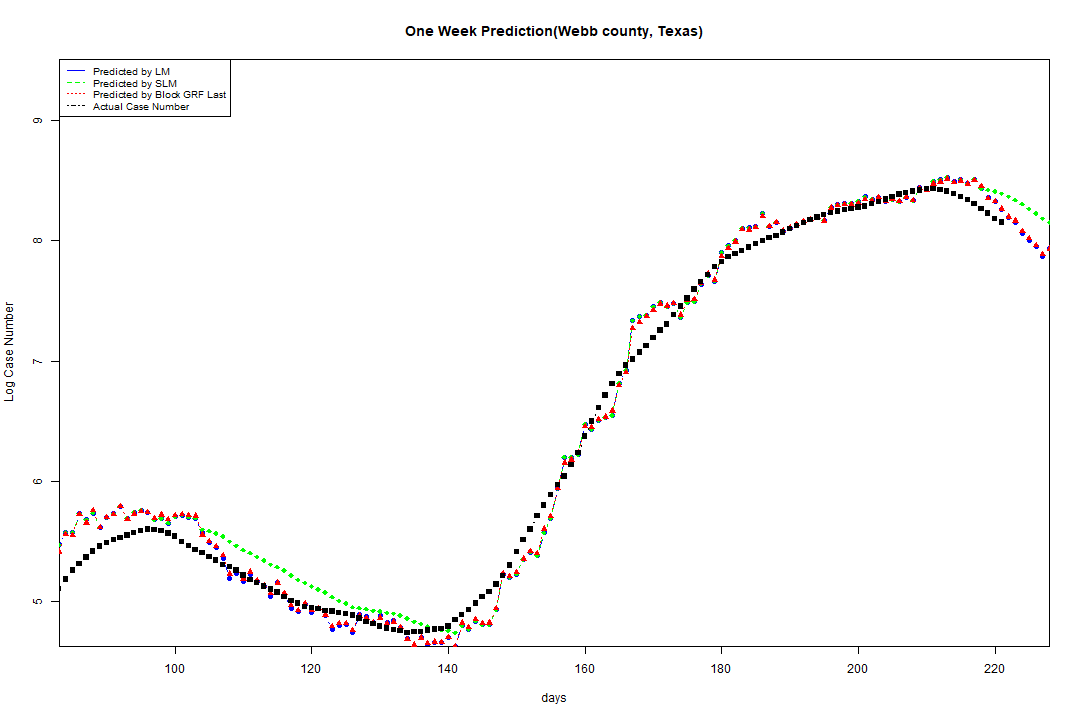 One Week Prediction(Webb county, Texas)
Predicted by LM
Predicted by SLM
Predicted by Block GRF Last
Actual Case Number
9
8
7
6
5
Log Case Number
100 120 140 160 180 200 220
days